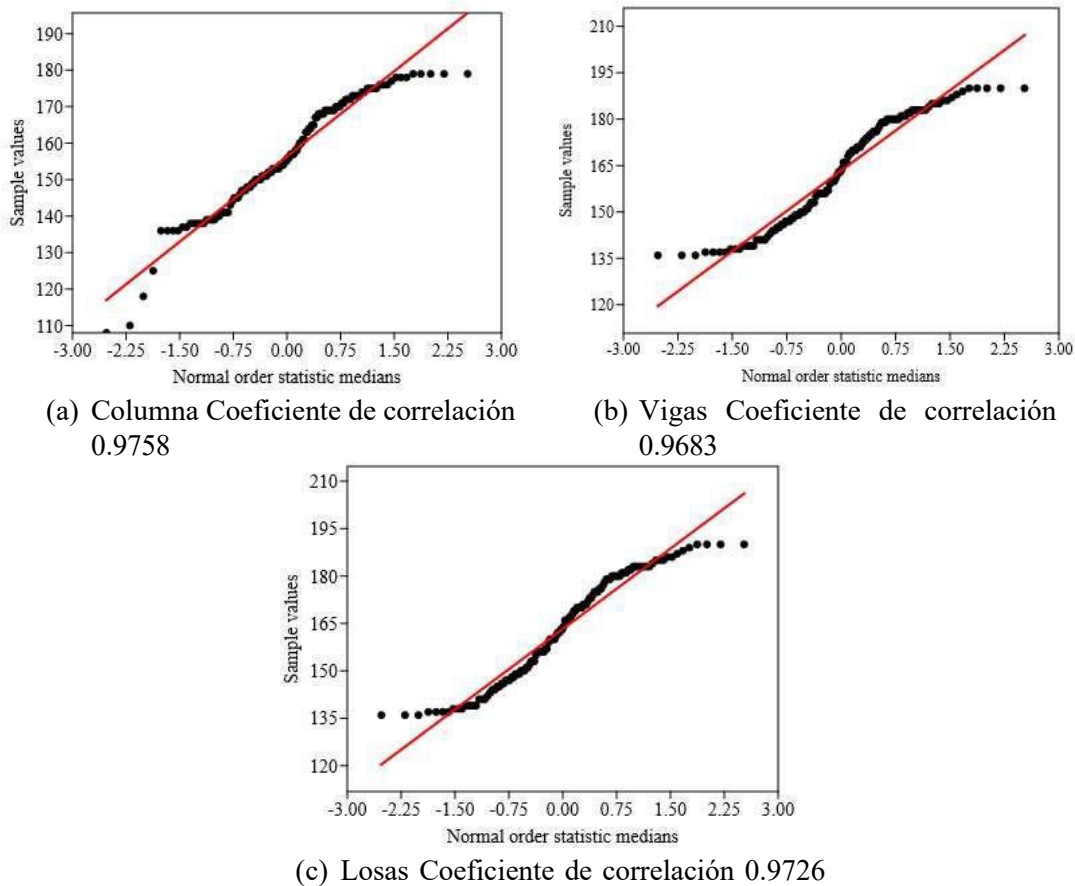 180
170
160
150
140
130
120
110
Sample values
-3.00 -2.25 -1.50 -0.75 0.00 0.75 1.50 2.25 3.00
Normal order statistic medians
(a) Columna Coeficiente de correlación
0.9758
210
195
180
165
150
135
120
Sample values
-3.00 -2.25 -1.50 -0.75 0.00 0.75 1.50 2.25 3.00
Normal order statistic medians
(b) Vigas Coeficiente de correlación
0.9683
210
195
180
165
150
135
120
Sample values
-3.00 -2.25 -1.50 -0.75 0.00 0.75 1.50 2.25 3.00
Normal order statistic medians
(c) Losas Coeficiente de correlación 0.9726